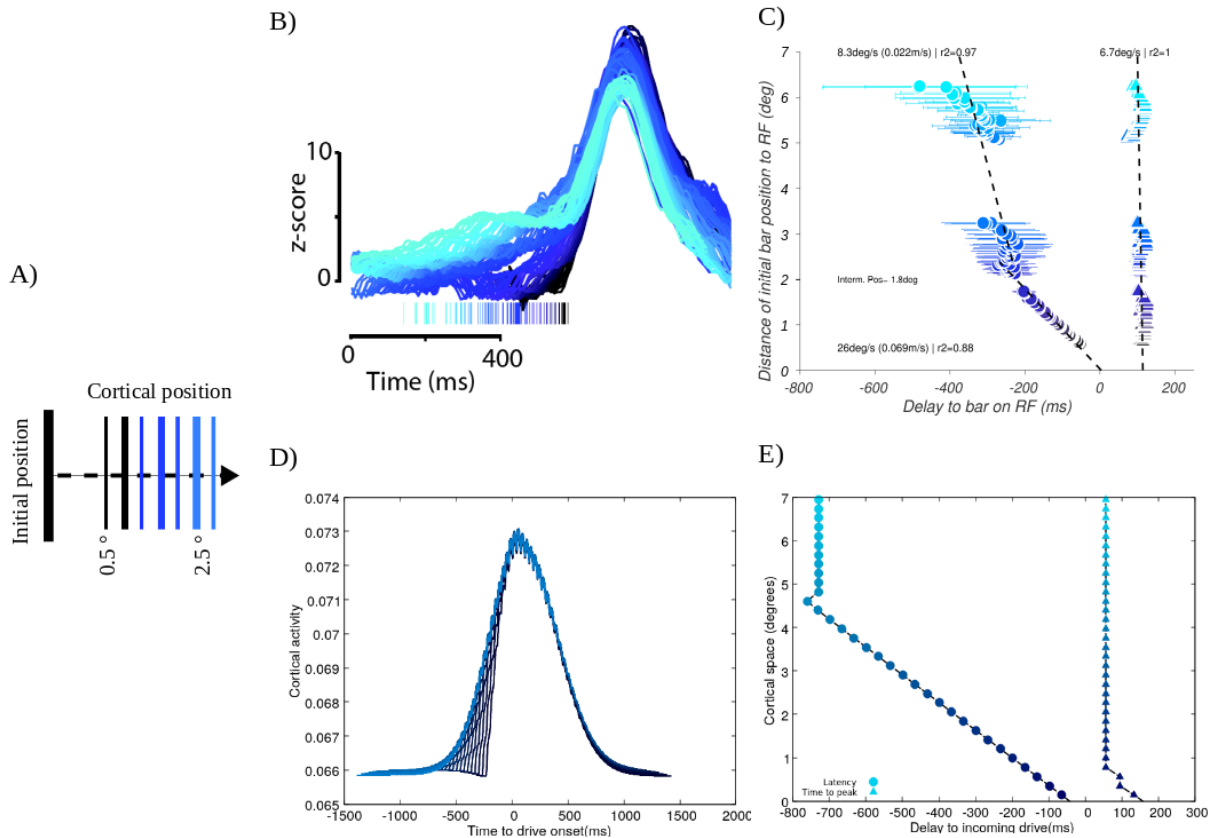 A)
Initial position
Cortical position
0.5°
2.5°
B)
z-score
10
0
0
400
Time (ms)
C)
8.3deg/s (0.022m/s) | r2=0.97
6.7deg/s | r2=1
Interm. Pos= 1.8deg
26deg/s (0.069m/s) | r2=0.88
Distance of initial bar position to RF (deg)
7
6
5
4
3
2
1
0
-800
-600
-400
-200
0
200
Delay to bar on RF (ms)
D)
Cortical activity
0.074
0.073
0.072
0.071
0.07
0.069
0.068
0.067
0.066
0.065
-1500 -1000 -500 0 500 1000 1500 2000
Time to drive onset(ms)
E)
Cortical space (degrees)
7
6
5
4
3
2
1
0
Latency
Time to peak
-800 -700 -600 -500 -400 -300 -200 -100 0 100 200 300
Delay to incoming drive(ms)